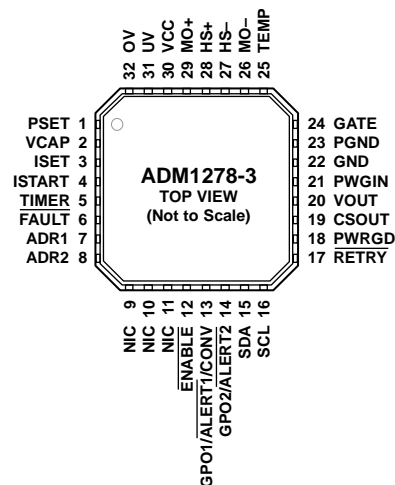 32 OV
31 UV
30 VCC
29 MO+
28 HS+
27 HS–
26 MO–
25 TEMP
PSET 1
VCAP 2
ISET 3
ISTART 4
TIMER 5
FAULT 6
ADR1 7
ADR2 8
ADM1278-3
TOP VIEW
(Not to Scale)
24 GATE
23 PGND
22 GND
21 PWGIN
20 VOUT
19 CSOUT
18 PWRGD
17 RETRY
NIC 9
NIC 10
NIC 11
ENABLE 12
GPO1/ALERT1/CONV 13
GPO2/ALERT2 14
SDA 15
SCL 16